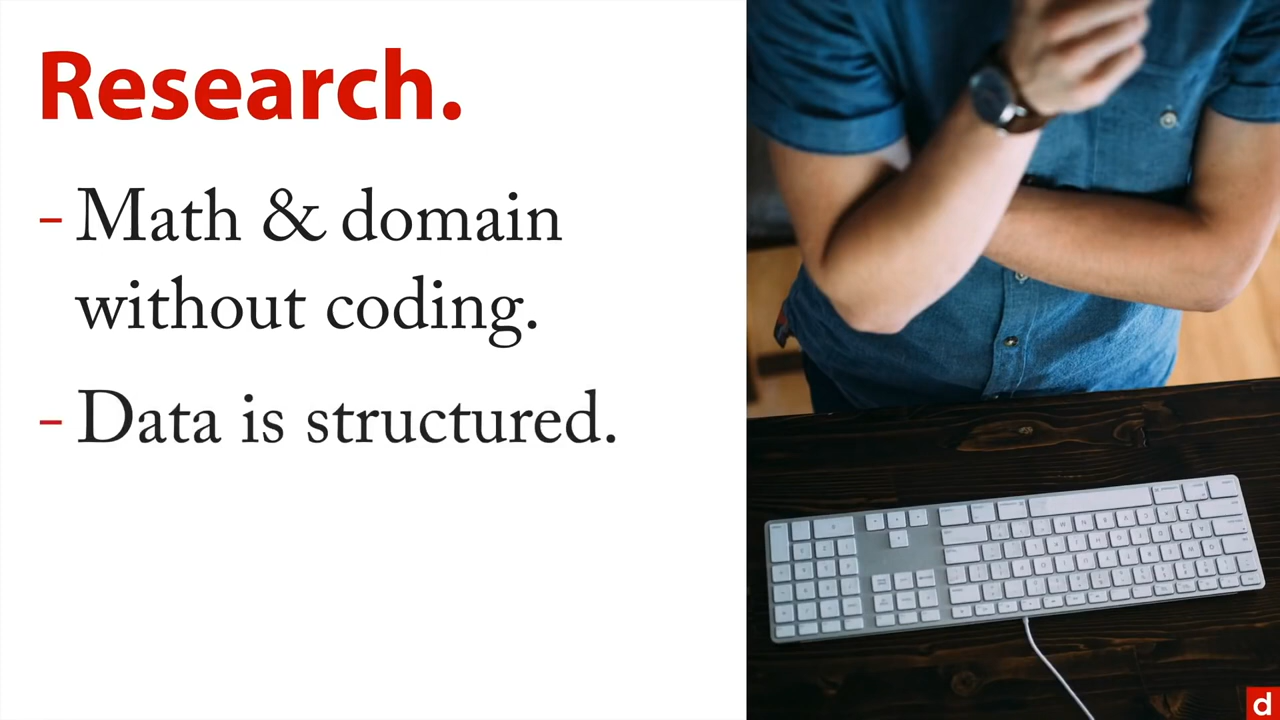 Research.
- Math & domain
without coding.
- Data is structured.
d